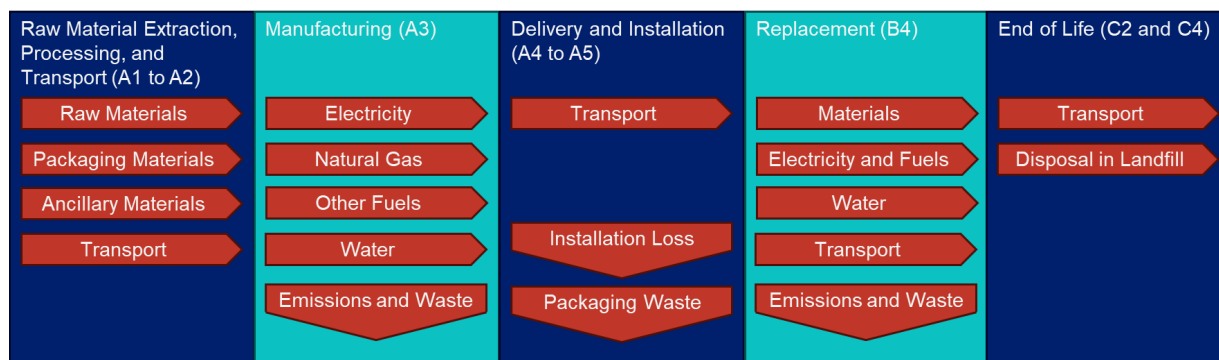 Raw Material Extraction,
Processing, and
Transport (A1 to A2)
Raw Materials
Packaging Materials
Ancillary Materials
Transport
Manufacturing (A3)
Electricity
Natural Gas
Other Fuels
Water
Emissions and Waste
Delivery and Installation
(A4 to A5)
Transport
Installation Loss
Packaging Waste
Replacement (B4)
Materials
Electricity and Fuels
Water
Transport
Emissions and Waste
End of Life (C2 and C4)
Transport
Disposal in Landfill